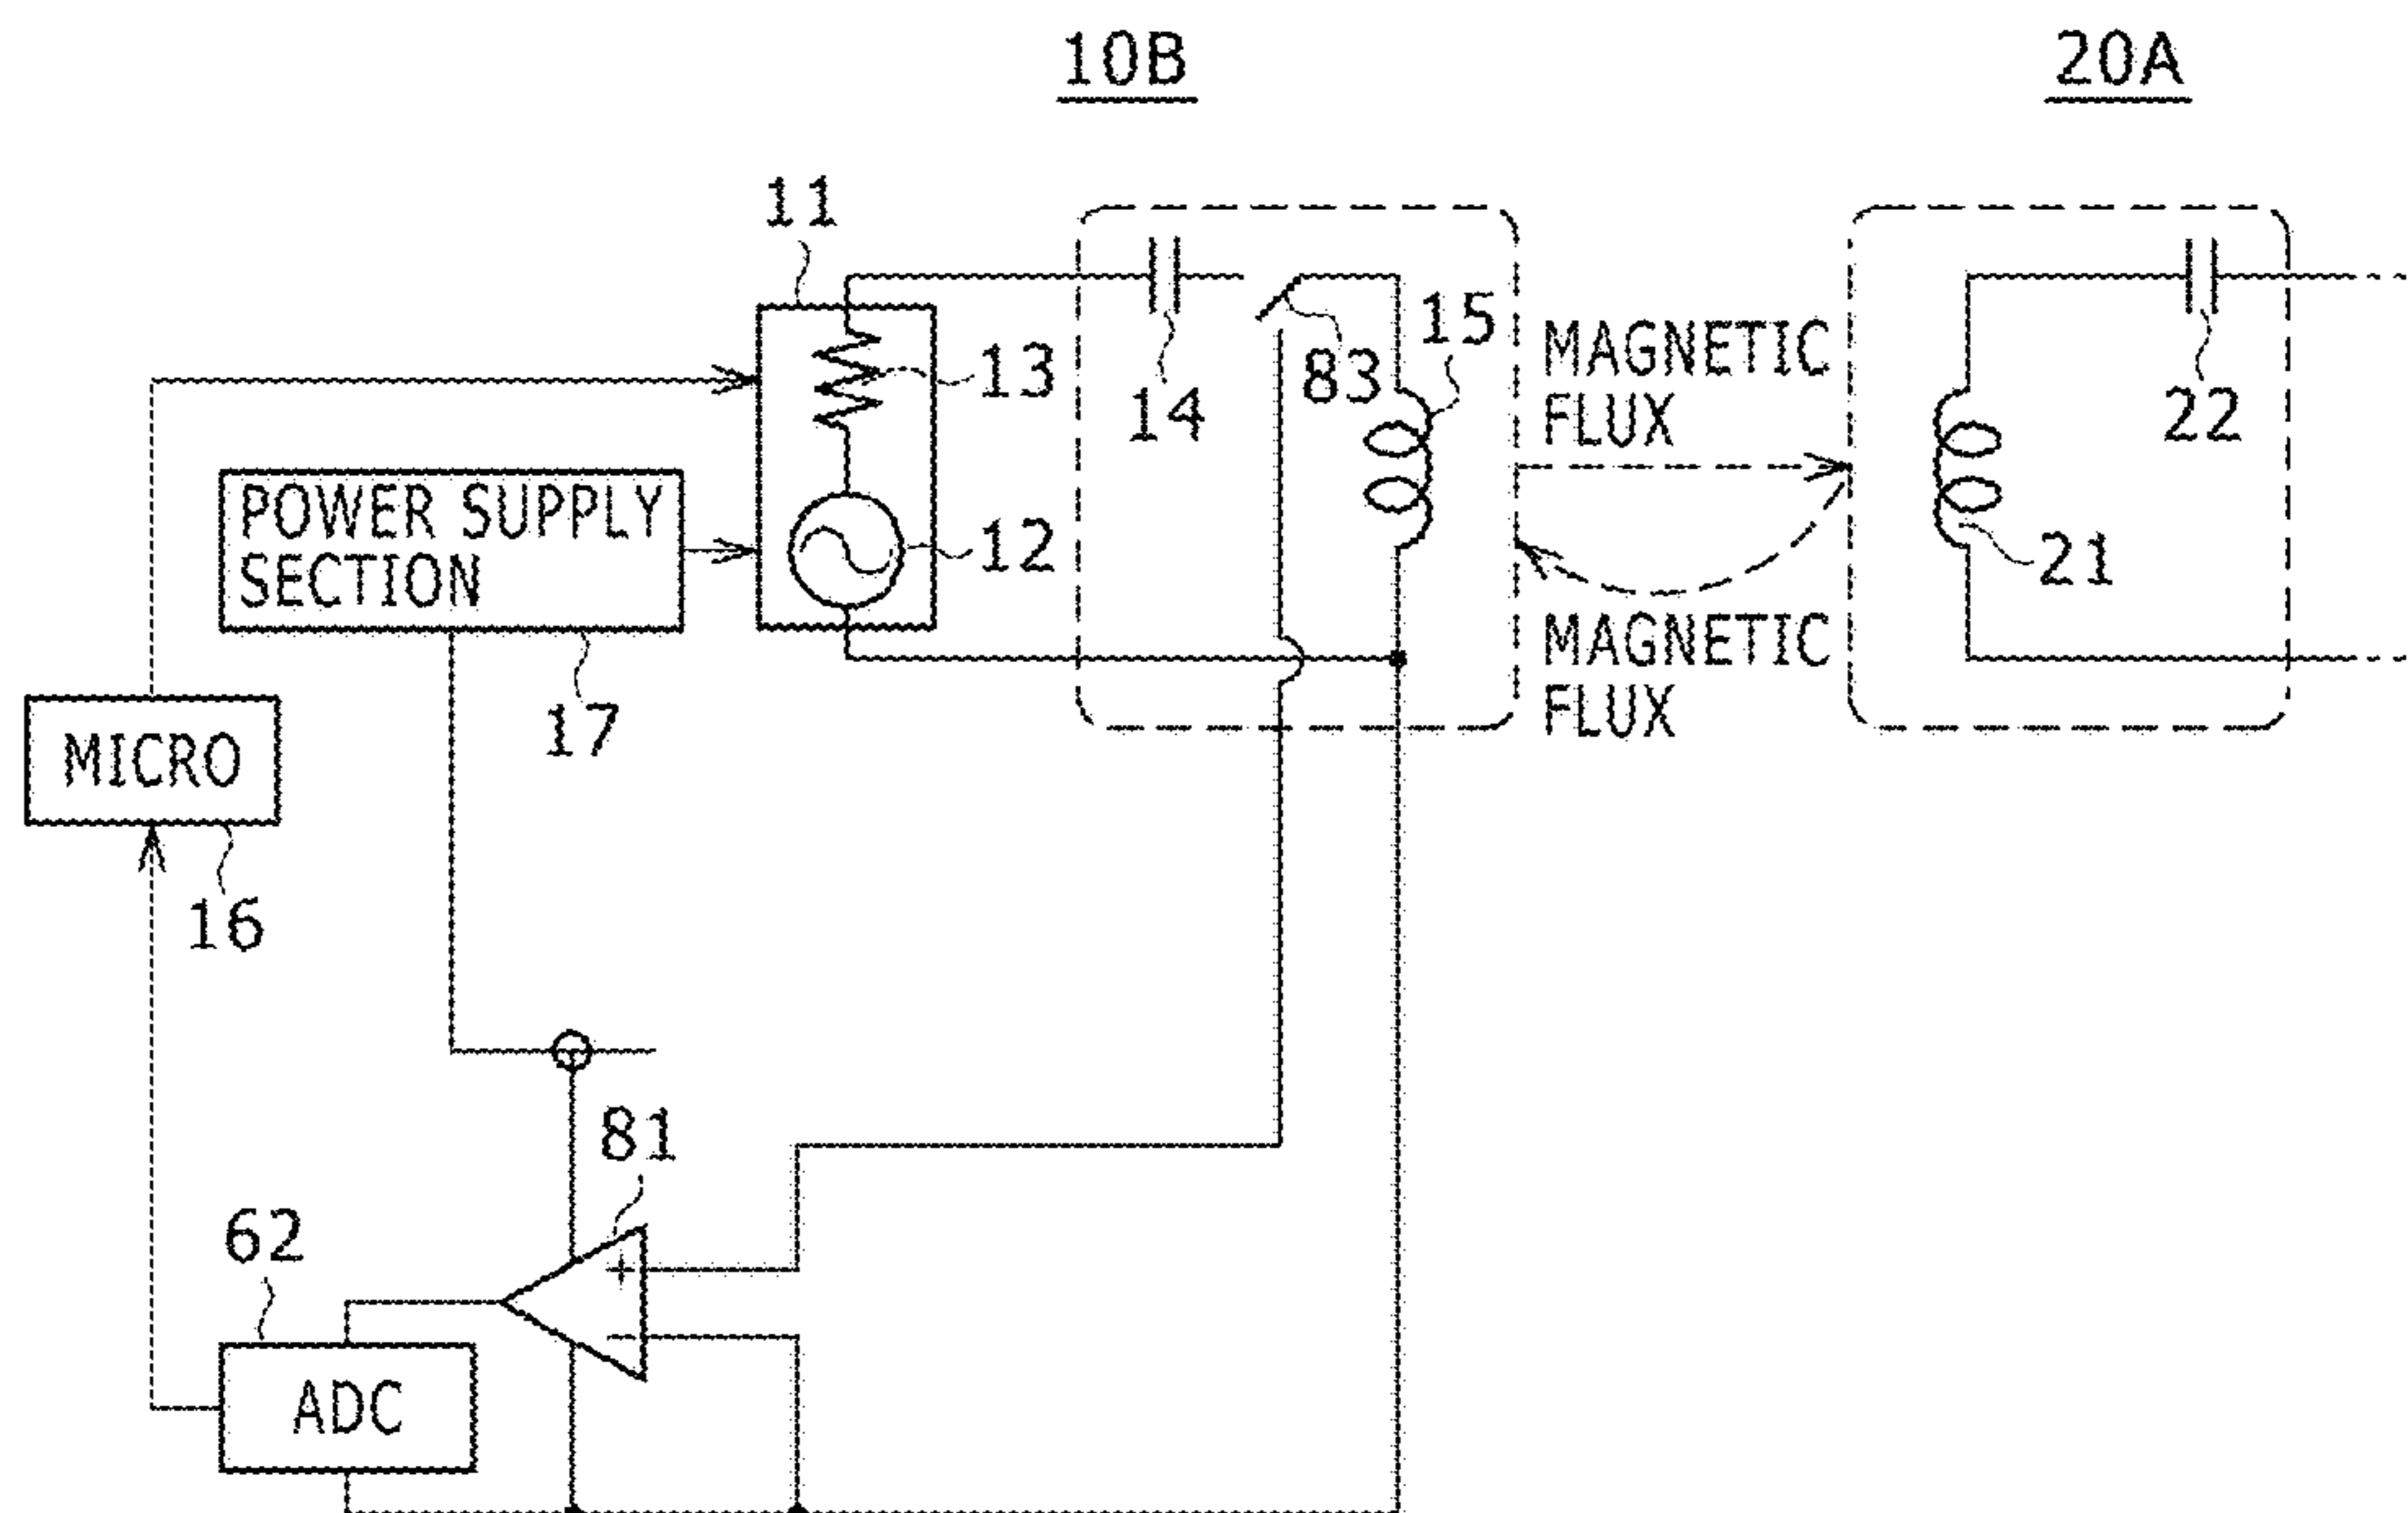 10B
20A
11
13
12
14
83
15
MAGNETIC
FLUX
22
21
POWER SUPPLY
SECTION
17
MAGNETIC
FLUX
MICRO
16
81
62
+
−
ADC